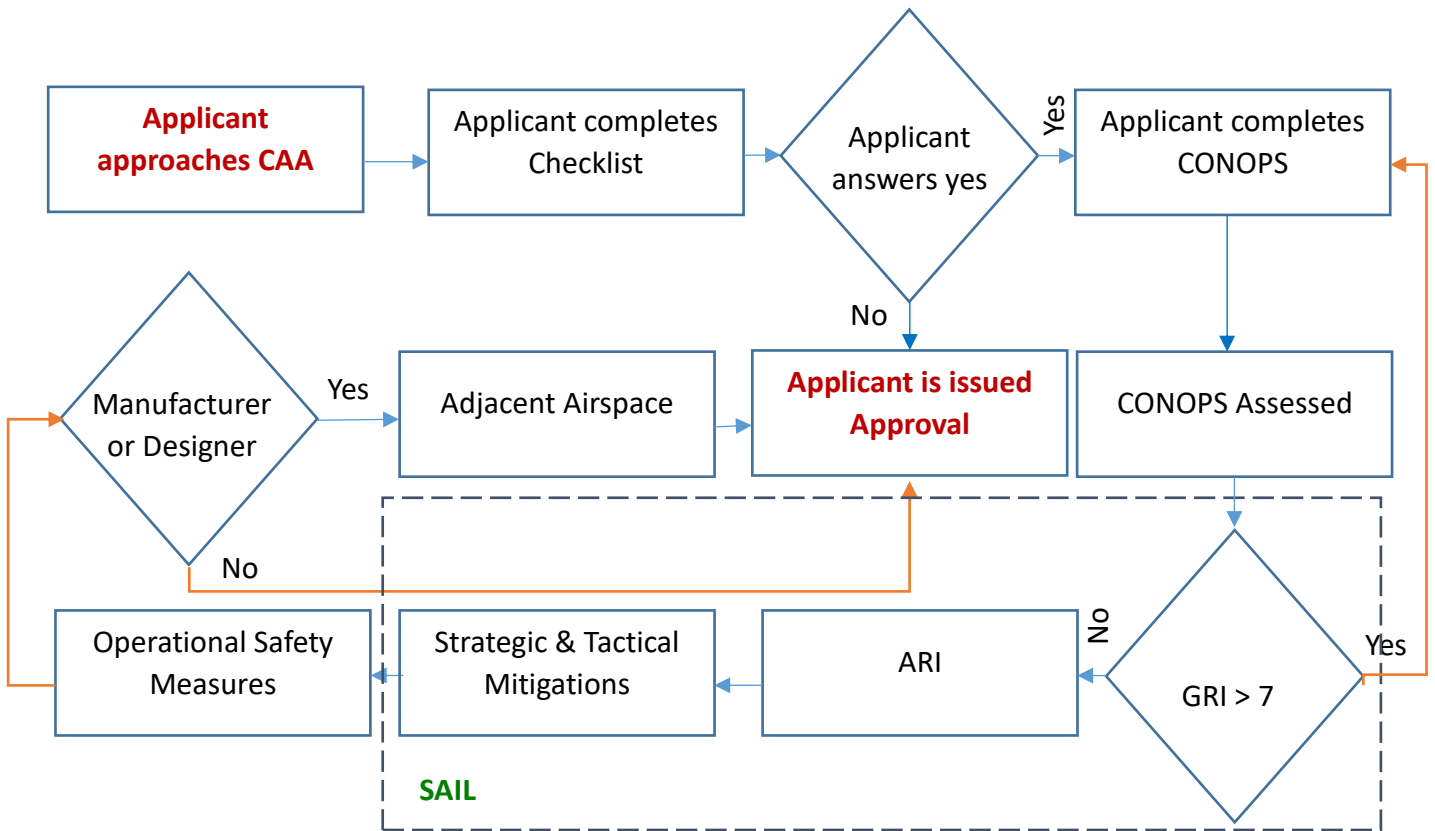 Applicant
approaches CAA
Applicant completes
Checklist
Applicant
answers yes
Yes
Applicant completes
CONOPS
No
Manufacturer
or Designer
Yes
Adjacent Airspace
Applicant is issued
Approval
CONOPS Assessed
No
Operational Safety
Measures
Strategic & Tactical
Mitigations
ARI
No
GRI > 7
Yes
SAIL